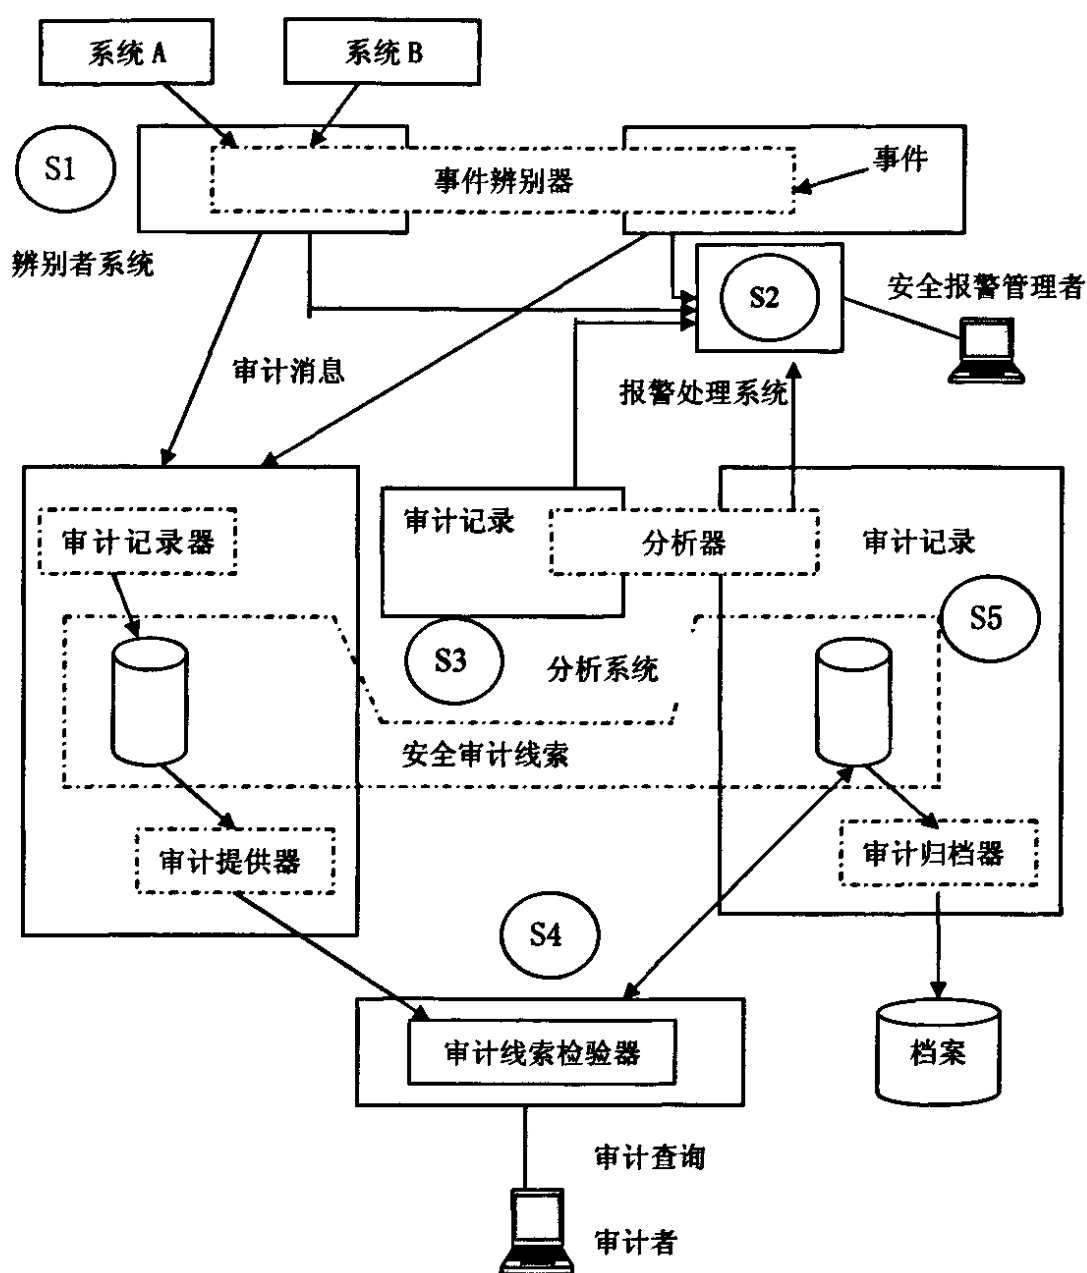 系统 A
系统 B
S1
事件辨别器
事件
辨别者系统
S2
安全报警管理者
审计消息
报警处理系统
审计记录器
审计记录
分析器
审计记录
S5
S3
分析系统
安全审计线索
审计提供器
审计归档器
S4
审计线索检验器
档案
审计查询
审计者